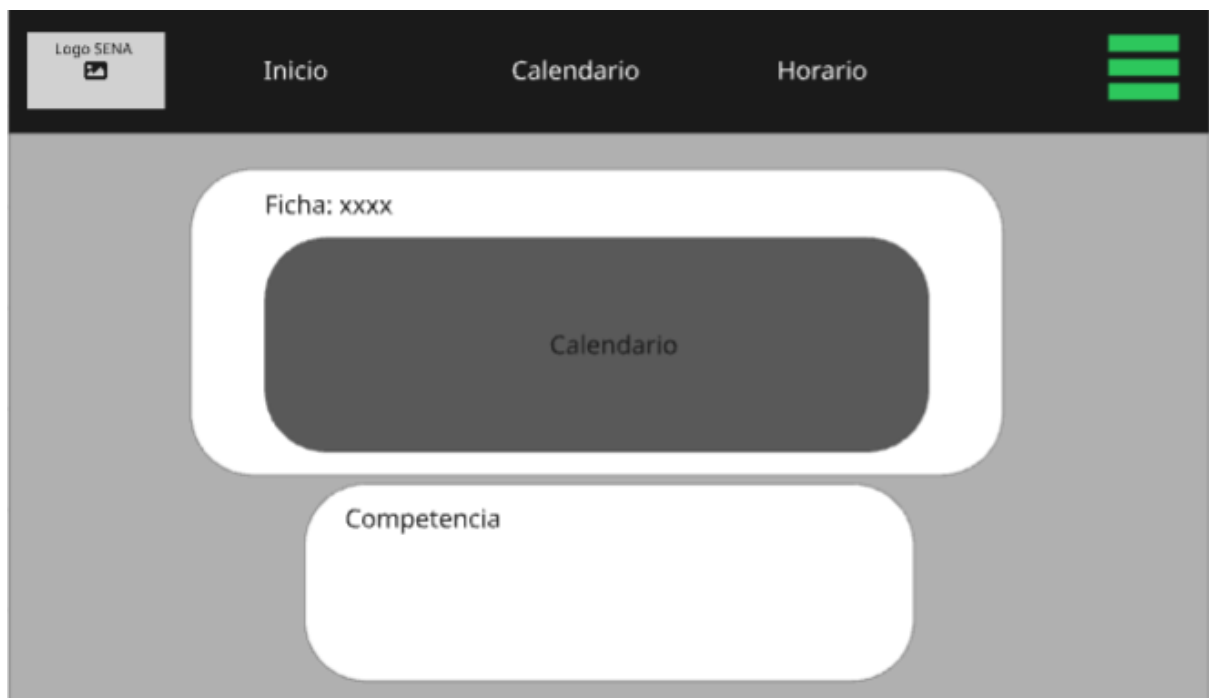 Logo SENA
Inicio
Calendario
Horario
Ficha: xxxx
Calendario
Competencia